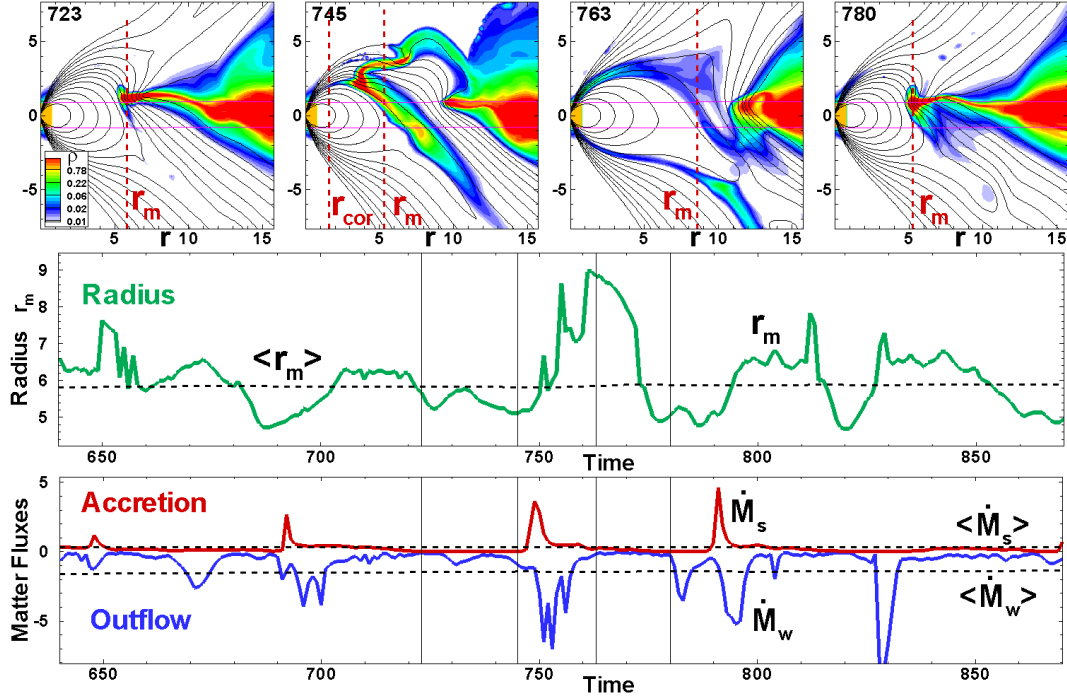 723
745
763
780
5
0
-5
ρ
0.78
0.22
0.06
0.02
0.01
r_m
r_cor
r_m
r_m
r_m
5 r 10 15
5 r 10 15
5 r 10 15
5 r 10 15
Radius r_m
9
8
7
6
5
Radius
<r_m>
r_m
650 700 750 800 850
Time
Matter Fluxes
5
0
-5
Accretion
Ṁ_s
<Ṁ_s>
Outflow
Ṁ_w
<Ṁ_w>
650 700 750 800 850
Time